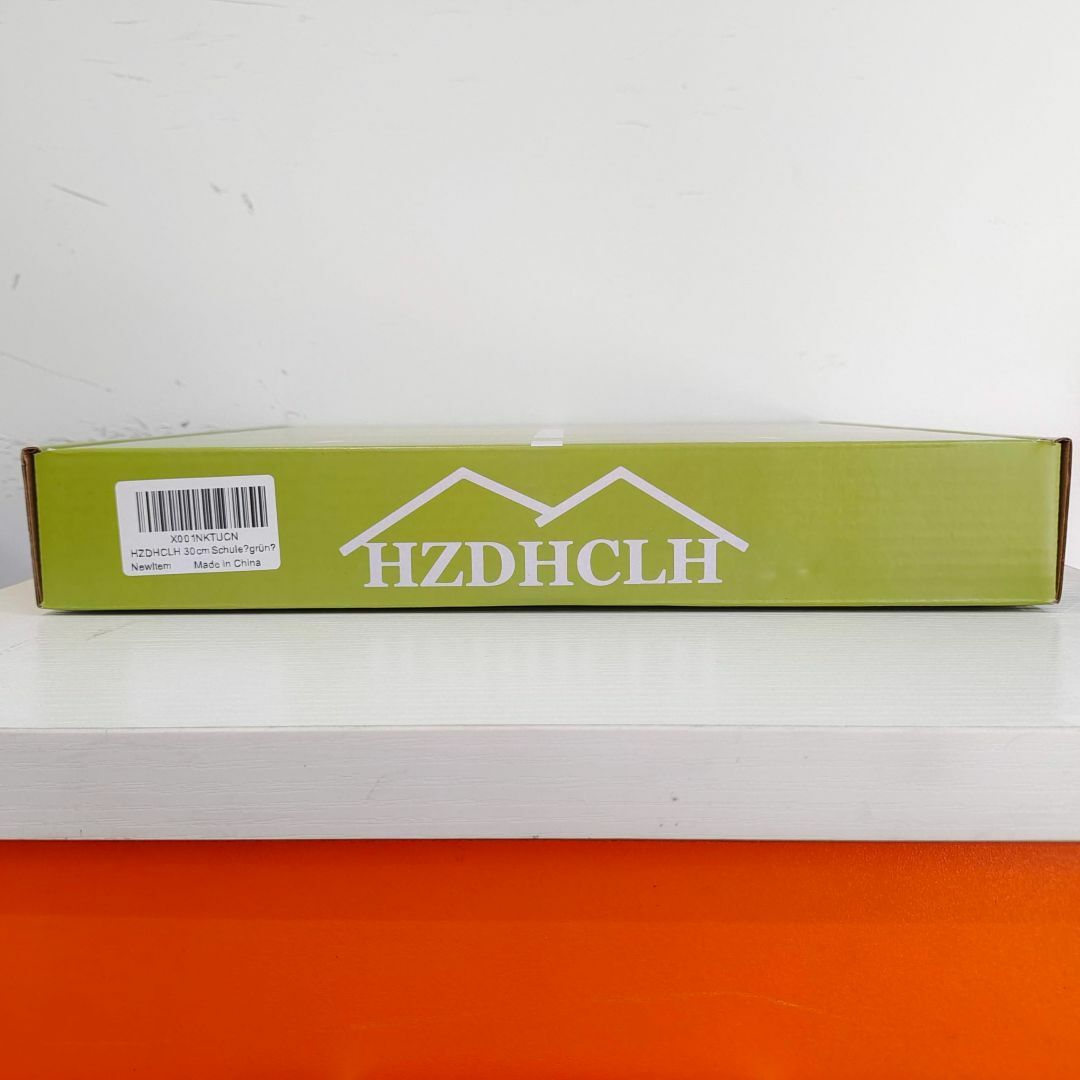 X001NKTUCN
HZDHCLH 30cm Schule?grün?
NewItem Made in China
HZDHCLH